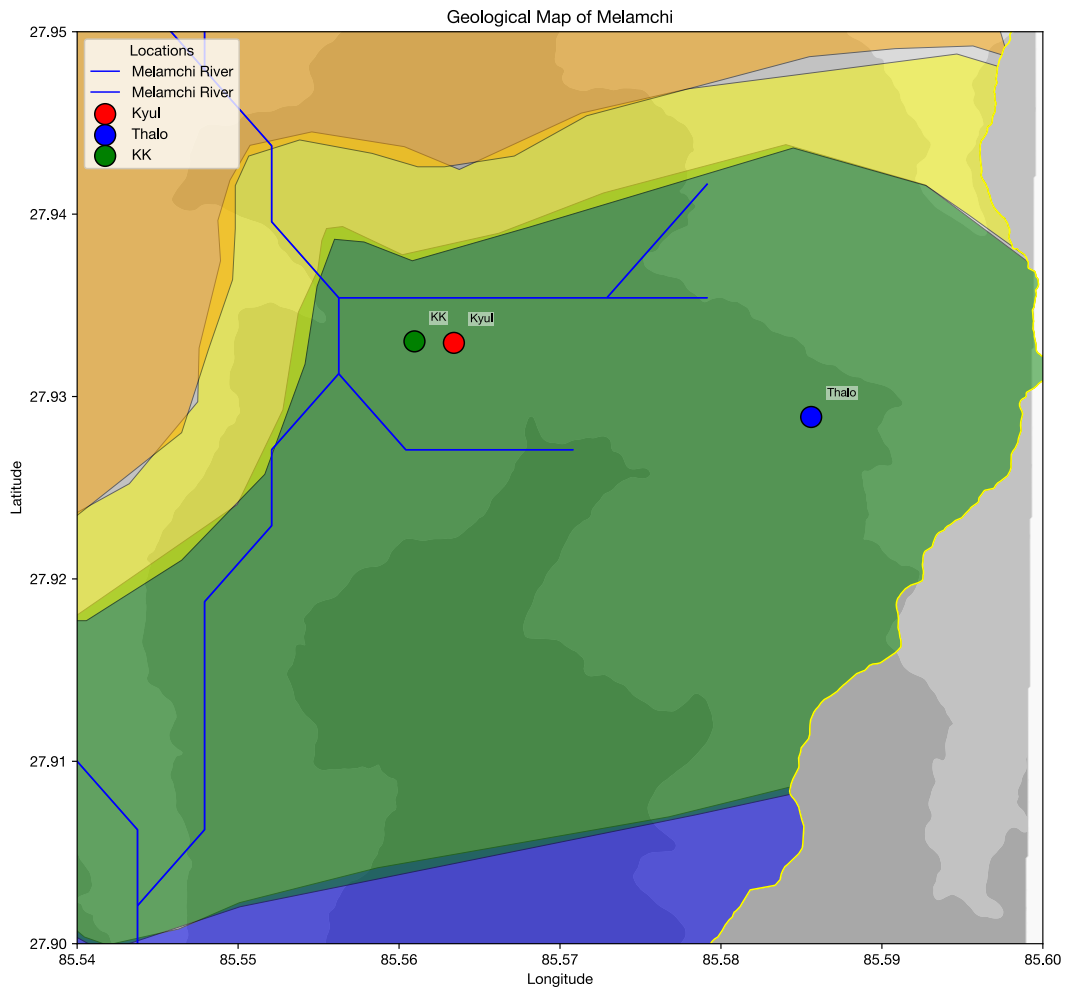 Geological Map of Melamchi
Locations
Melamchi River
Melamchi River
Kyul
Thalo
KK
KK
Kyul
Thalo
Latitude
27.95
27.94
27.93
27.92
27.91
27.90
85.54
85.55
85.56
85.57
85.58
85.59
85.60
Longitude